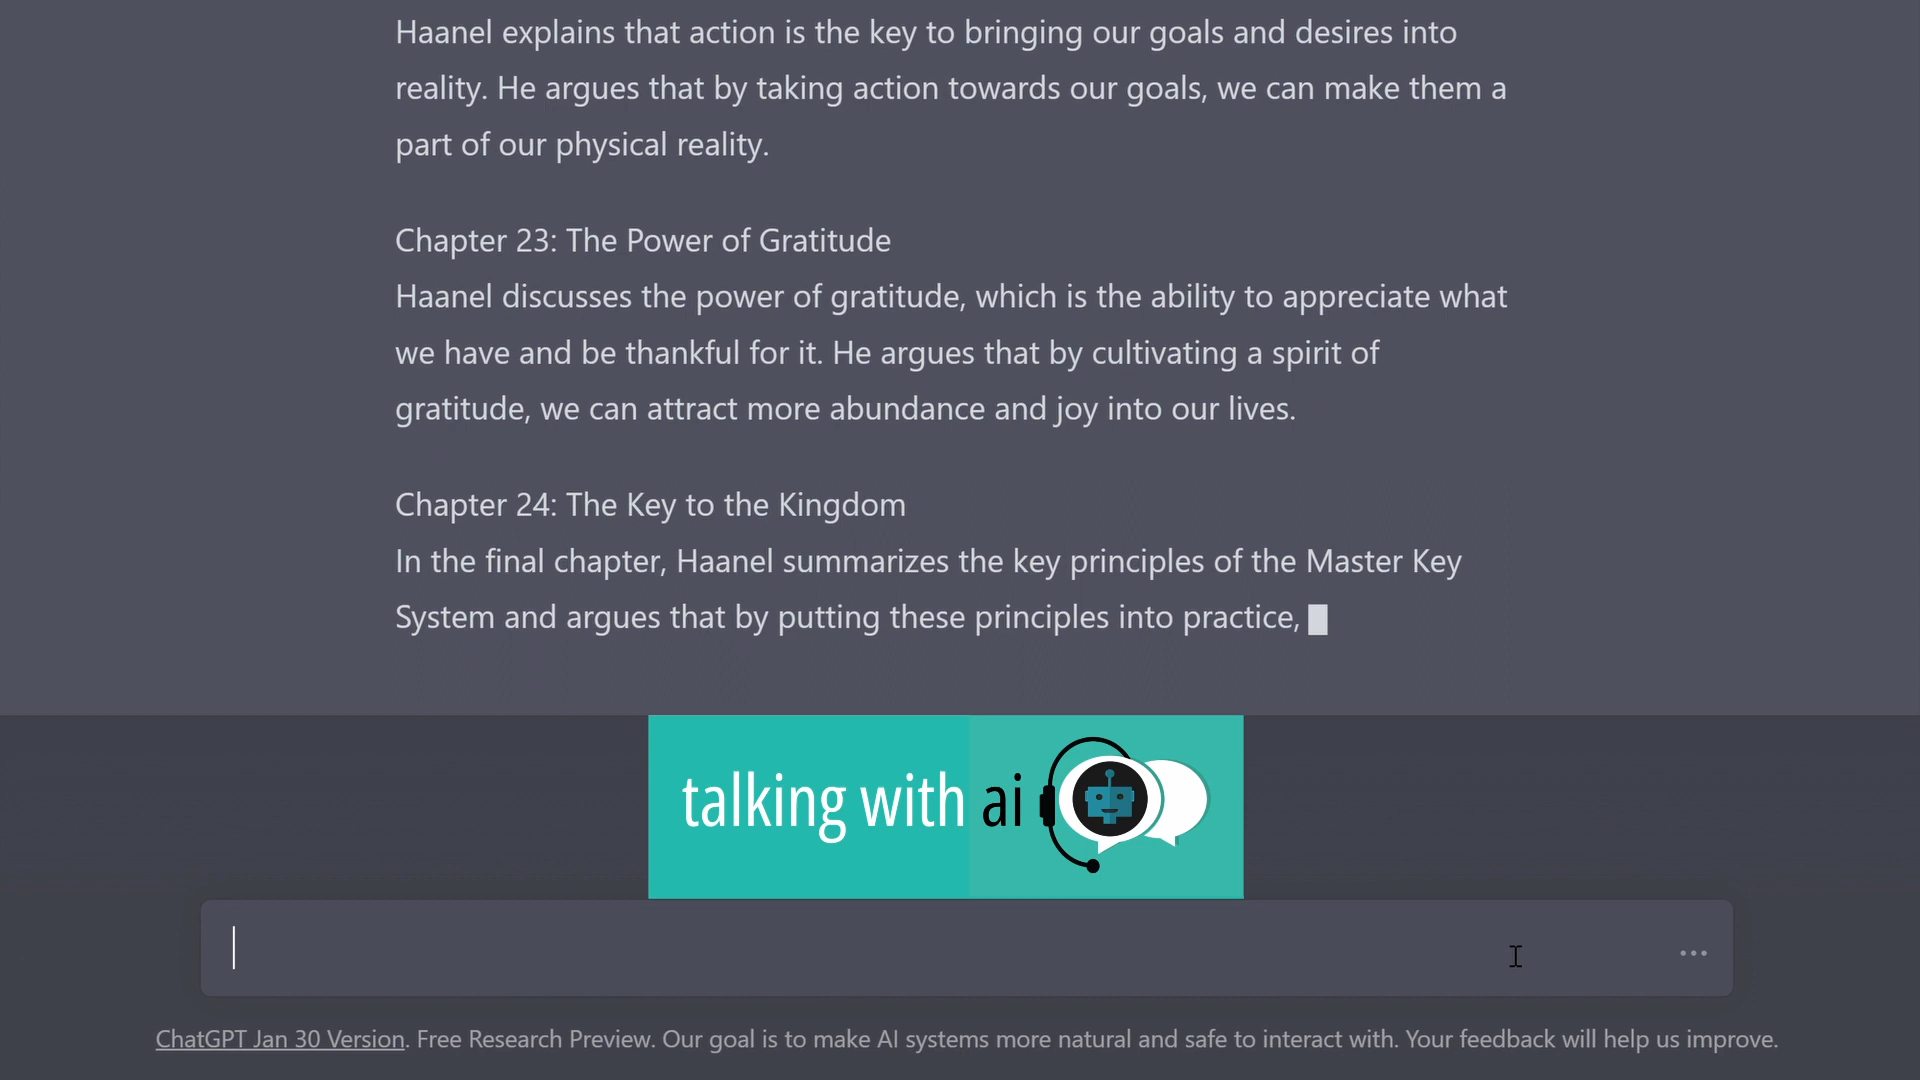 Haanel explains that action is the key to bringing our goals and desires into
reality. He argues that by taking action towards our goals, we can make them a
part of our physical reality.
Chapter 23: The Power of Gratitude
Haanel discusses the power of gratitude, which is the ability to appreciate what
we have and be thankful for it. He argues that by cultivating a spirit of
gratitude, we can attract more abundance and joy into our lives.
Chapter 24: The Key to the Kingdom
In the final chapter, Haanel summarizes the key principles of the Master Key
System and argues that by putting these principles into practice,
talking with ai
ChatGPT Jan 30 Version. Free Research Preview. Our goal is to make AI systems more natural and safe to interact with. Your feedback will help us improve.